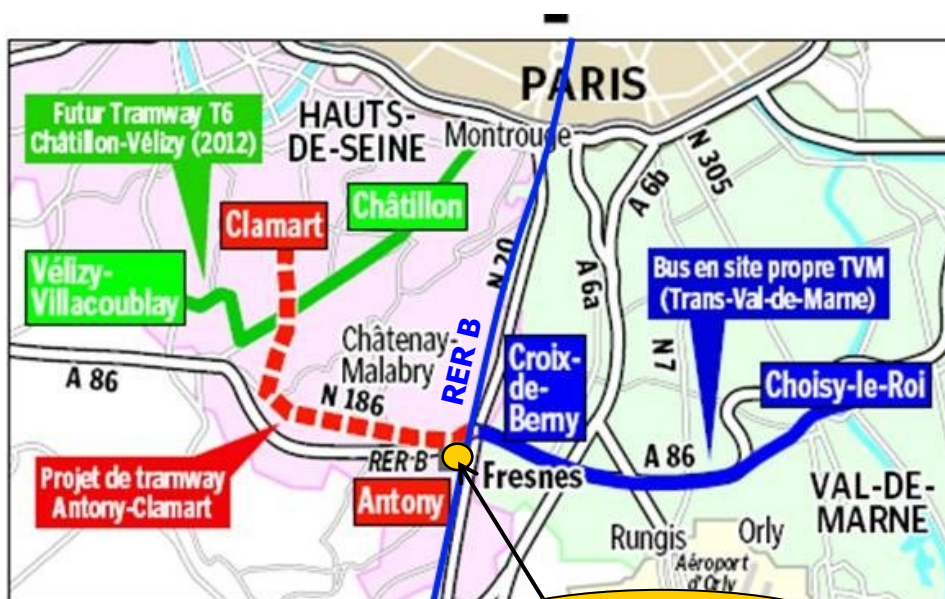 PARIS
Futur Tramway T6
Châtillon-Vélizy (2012)
HAUTS-
DE-SEINE
Montrouge
N 305
A 6b
Châtillon
Clamart
N 20
A 6a
Bus en site propre TVM
(Trans-Val-de-Marne)
Vélizy-
Villacoublay
Châtenay-
Malabry
RER B
Croix-
de-
Berny
N 7
Choisy-le-Roi
A 86
N 186
A 86
RER B
Fresnes
Projet de tramway
Antony-Clamart
Antony
VAL-DE-
MARNE
Rungis
Orly
Aéroport
d'Orly